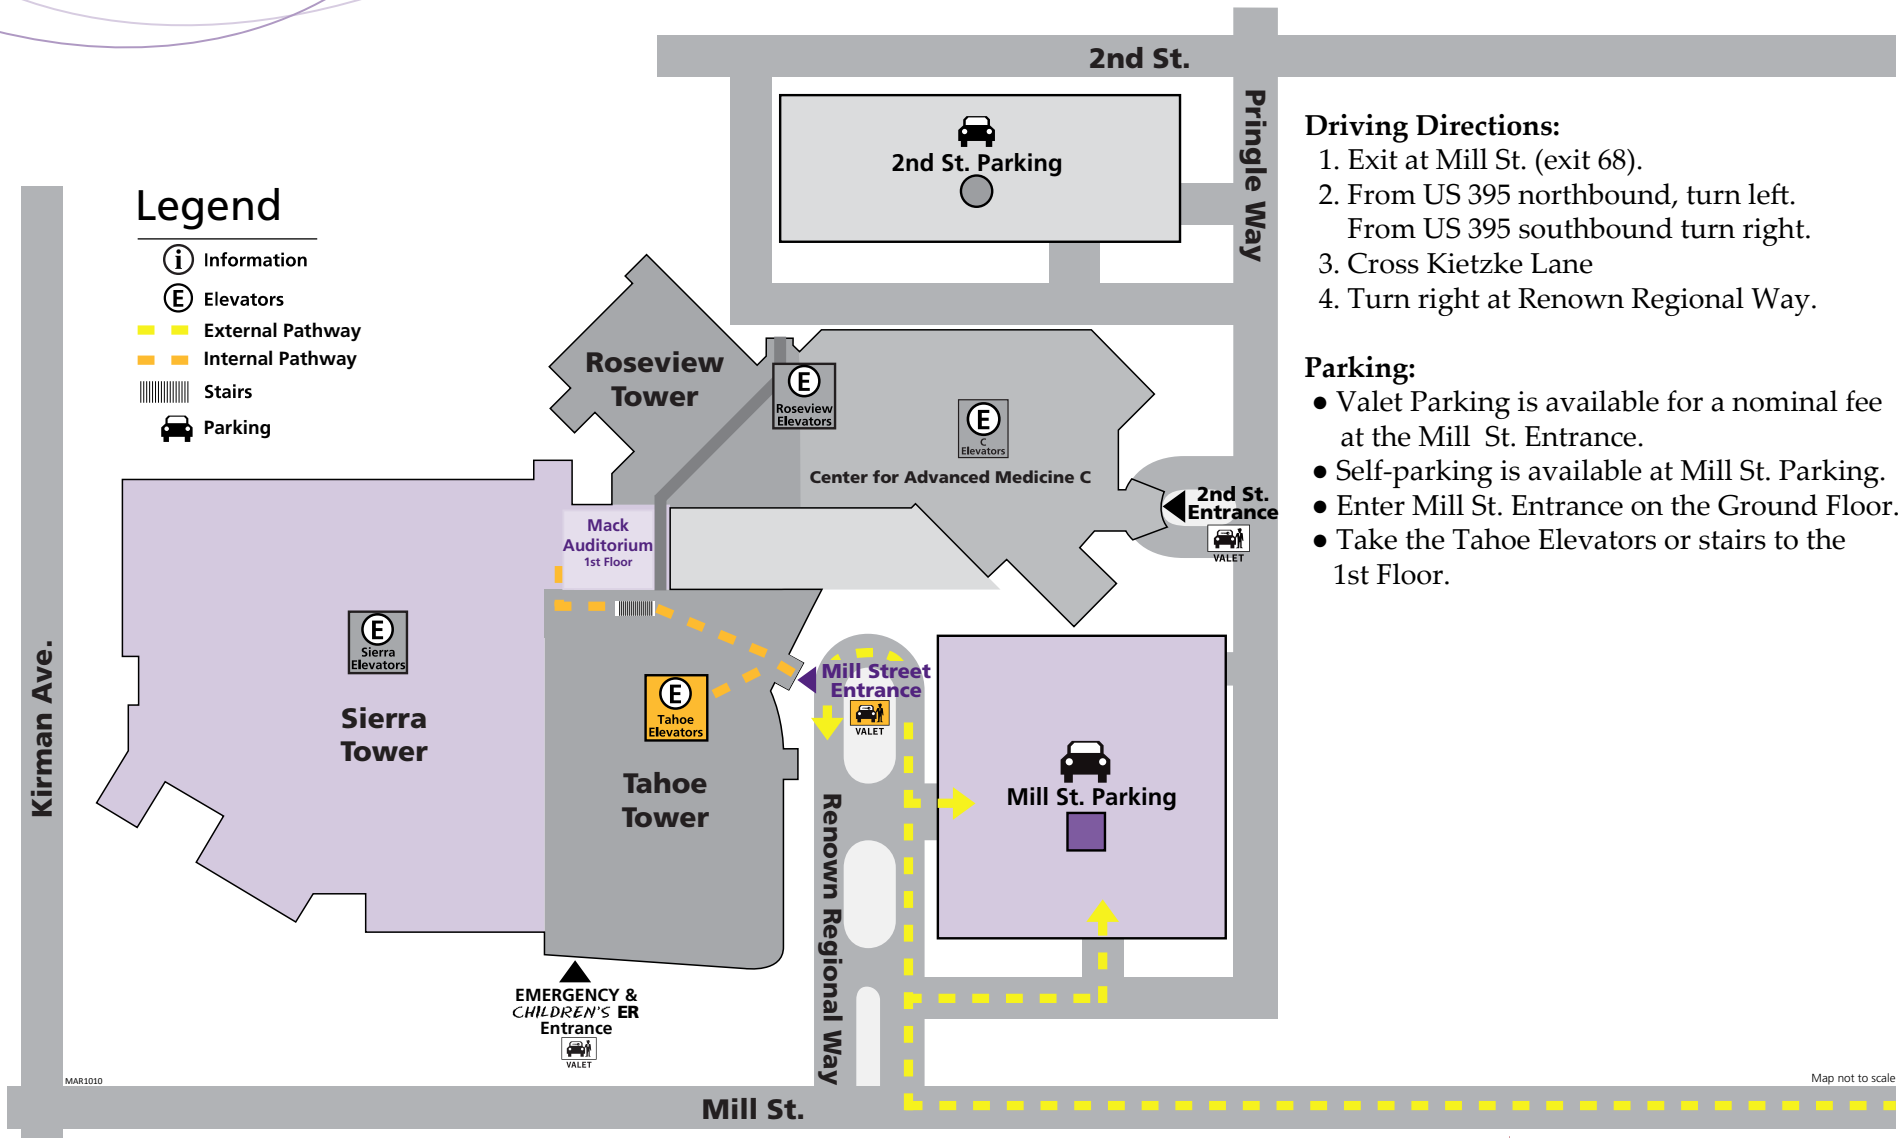 2nd St.
Pringle Way
2nd St. Parking
Driving Directions:
1. Exit at Mill St. (exit 68).
2. From US 395 northbound, turn left.
From US 395 southbound turn right.
3. Cross Kietzke Lane
4. Turn right at Renown Regional Way.
Parking:
● Valet Parking is available for a nominal fee
at the Mill St. Entrance.
● Self-parking is available at Mill St. Parking.
● Enter Mill St. Entrance on the Ground Floor.
● Take the Tahoe Elevators or stairs to the
1st Floor.
Legend
i Information
E Elevators
External Pathway
Internal Pathway
Stairs
Parking
Roseview
Tower
E
Roseview
Elevators
E
C
Elevators
Center for Advanced Medicine C
2nd St.
Entrance
VALET
Mack
Auditorium
1st Floor
E
Sierra
Elevators
Sierra
Tower
E
Tahoe
Elevators
Tahoe
Tower
Mill Street
Entrance
VALET
Mill St. Parking
Kirman Ave.
Renown Regional Way
EMERGENCY &
CHILDREN'S ER
Entrance
VALET
MAR1010
Map not to scale
Mill St.